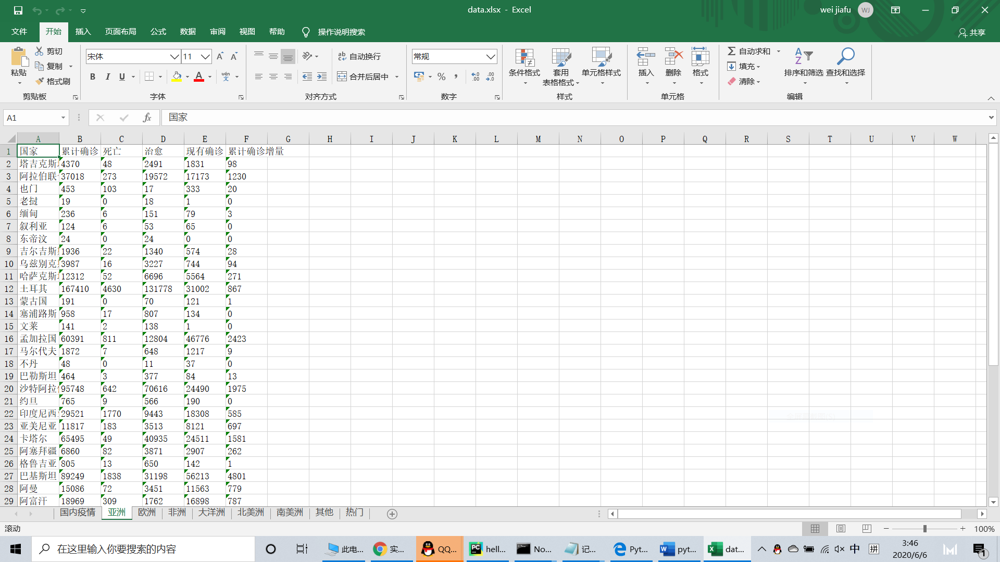 data.xlsx - Excel
wei jiafu WJ
文件 开始 插入 页面布局 公式 数据 审阅 视图 帮助 操作说明搜索 共享
粘贴 剪切 复制 格式刷
宋体 11
B I U A wén 文
自动换行
合并后居中
常规
条件格式 套用表格格式 单元格样式
插入 删除 格式
自动求和 填充 清除
排序和筛选 查找和选择
剪贴板 字体 对齐方式 数字 样式 单元格 编辑
A1 fx 国家
A B C D E F G H I J K L M N O P Q R S T U V W
1 国家 累计确诊 死亡 治愈 现有确诊 累计确诊增量
2 塔吉克斯 4370 48 2491 1831 98
3 阿拉伯联 37018 273 19572 17173 1230
4 也门 453 103 17 333 20
5 老挝 19 0 18 1 0
6 缅甸 236 6 151 79 3
7 叙利亚 124 6 53 65 0
8 东帝汶 24 0 24 0 0
9 吉尔吉斯 1936 22 1340 574 28
10 乌兹别克 3987 16 3227 744 94
11 哈萨克斯 12312 52 6696 5564 271
12 土耳其 167410 4630 131778 31002 867
13 蒙古国 191 0 70 121 1
14 塞浦路斯 958 17 807 134 0
15 文莱 141 2 138 1 0
16 孟加拉国 60391 811 12804 46776 2423
17 马尔代夫 1872 7 648 1217 9
18 不丹 48 0 11 37 0
19 巴勒斯坦 464 3 377 84 13
20 沙特阿拉 95748 642 70616 24490 1975
21 约旦 765 9 566 190 0
22 印度尼西 29521 1770 9443 18308 585
23 亚美尼亚 11817 183 3513 8121 697
24 卡塔尔 65495 49 40935 24511 1581
25 阿塞拜疆 6860 82 3871 2907 262
26 格鲁吉亚 805 13 650 142 1
27 巴基斯坦 89249 1838 31198 56213 4801
28 阿曼 15086 72 3451 11563 779
29 阿富汗 18969 309 1762 16898 787
国内疫情 亚洲 欧洲 非洲 大洋洲 北美洲 南美洲 其他 热门
滚动 100%
在这里输入你要搜索的内容 此电... 实... QQ... hell... No... 记... Pyt... pyt... dat... 中 拼 3:46
2020/6/6 1